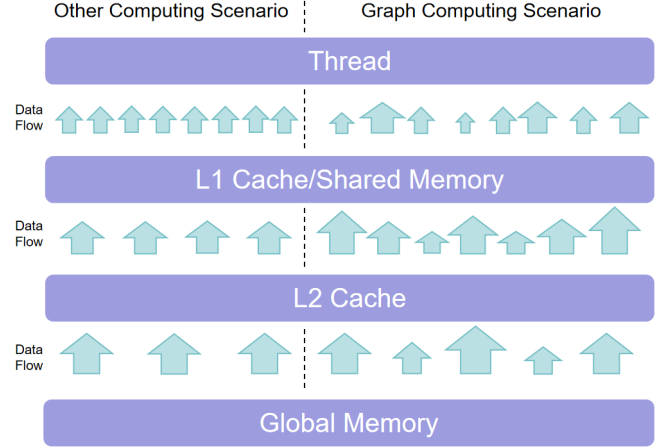 Other Computing Scenario
Graph Computing Scenario
Thread
Data
Flow
L1 Cache/Shared Memory
Data
Flow
L2 Cache
Data
Flow
Global Memory